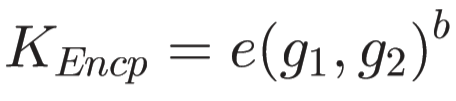 K_{Encp} = e(g_1, g_2)^b